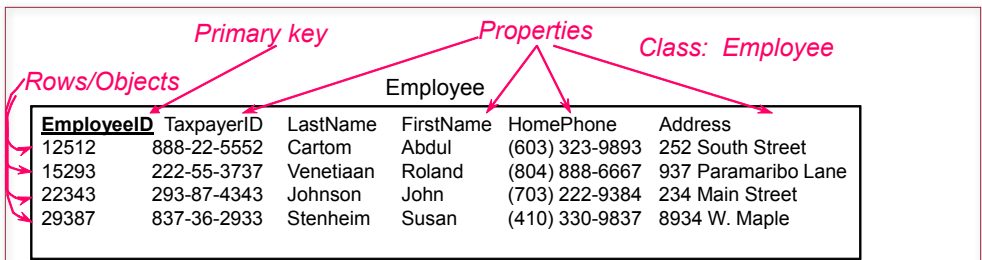 Primary key
Properties
Class: Employee
Rows/Objects
Employee
EmployeeID TaxpayerID LastName FirstName HomePhone Address
12512 888-22-5552 Cartom Abdul (603) 323-9893 252 South Street
15293 222-55-3737 Venetiaan Roland (804) 888-6667 937 Paramaribo Lane
22343 293-87-4343 Johnson John (703) 222-9384 234 Main Street
29387 837-36-2933 Stenheim Susan (410) 330-9837 8934 W. Maple